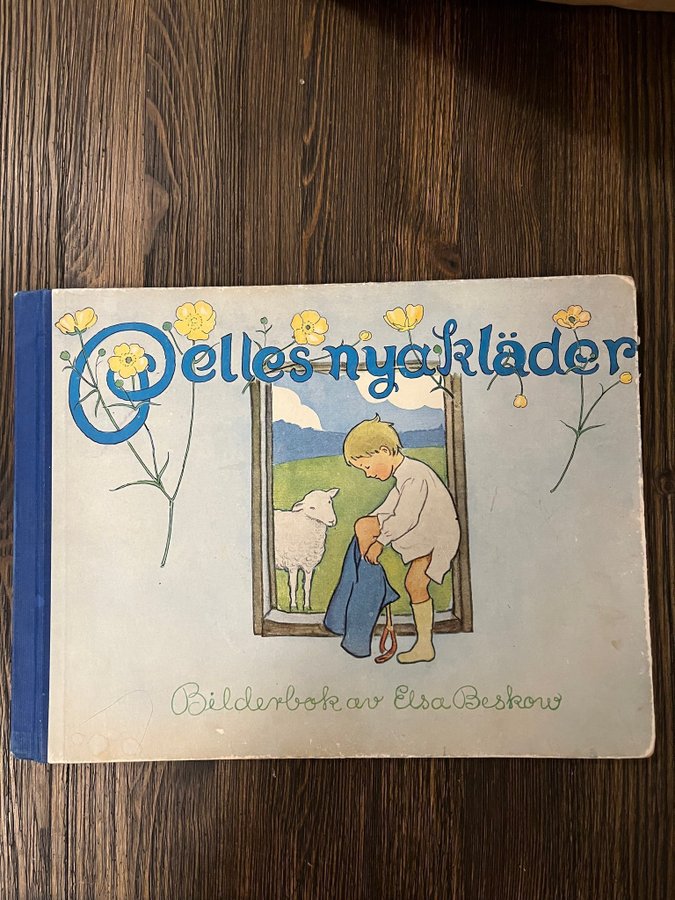 Pelles nya kläder
Bilderbok av Elsa Beskow